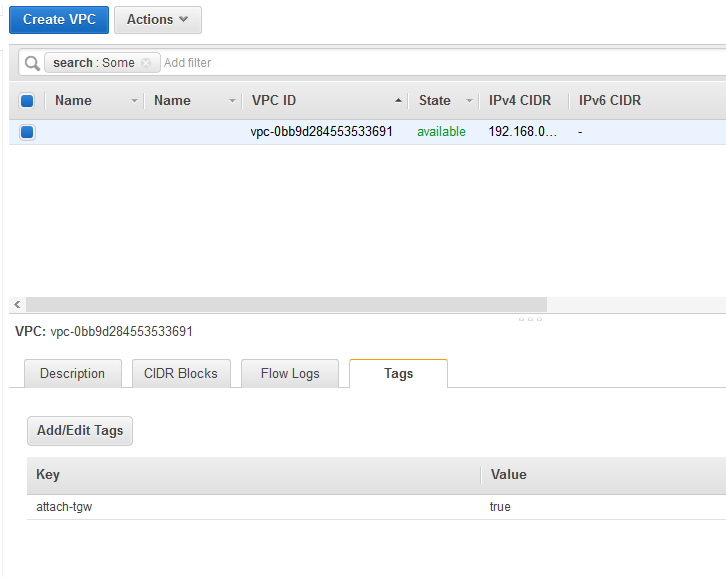 Create VPC Actions
search : Some Add filter
Name Name VPC ID State IPv4 CIDR IPv6 CIDR
vpc-0bb9d284553533691 available 192.168.0... -
VPC: vpc-0bb9d284553533691
Description CIDR Blocks Flow Logs Tags
Add/Edit Tags
Key Value
attach-tgw true